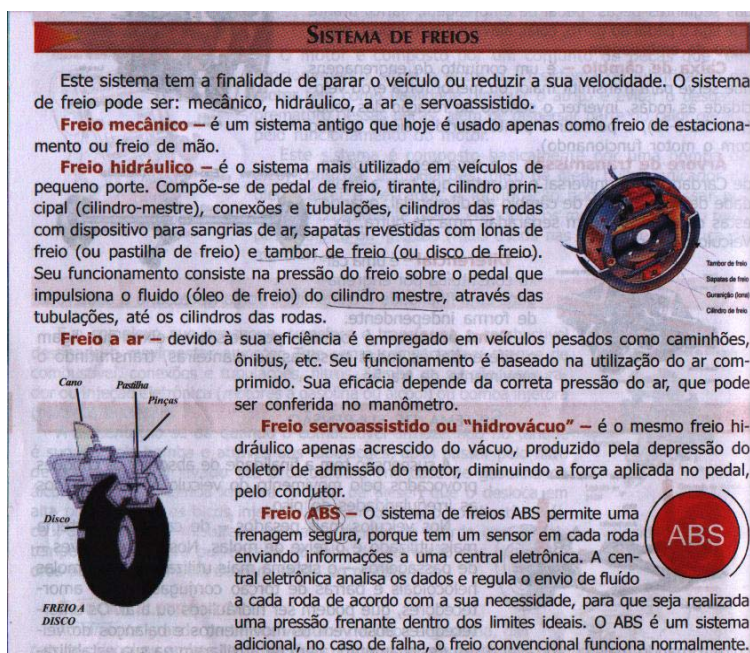 SISTEMA DE FREIOS
Este sistema tem a finalidade de parar o veículo ou reduzir a sua velocidade. O sistema
de freio pode ser: mecânico, hidráulico, a ar e servoassistido.
Freio mecânico – é um sistema antigo que hoje é usado apenas como freio de estaciona-
mento ou freio de mão.
Freio hidráulico – é o sistema mais utilizado em veículos de
pequeno porte. Compõe-se de pedal de freio, tirante, cilindro prin-
cipal (cilindro-mestre), conexões e tubulações, cilindros das rodas
com dispositivo para sangrias de ar, sapatas revestidas com lonas de
freio (ou pastilha de freio) e tambor de freio (ou disco de freio).
Seu funcionamento consiste na pressão do freio sobre o pedal que
impulsiona o fluido (óleo de freio) do cilindro mestre, através das
tubulações, até os cilindros das rodas.
Tambor de freio
Sapatas de freio
Guranição (lona)
Cilindro de freio
Freio a ar – devido à sua eficiência é empregado em veículos pesados como caminhões,
ônibus, etc. Seu funcionamento é baseado na utilização do ar com-
primido. Sua eficácia depende da correta pressão do ar, que pode
ser conferida no manômetro.
Freio servoassistido ou “hidrovácuo” – é o mesmo freio hi-
dráulico apenas acrescido do vácuo, produzido pela depressão do
coletor de admissão do motor, diminuindo a força aplicada no pedal,
pelo condutor.
Freio ABS – O sistema de freios ABS permite uma
frenagem segura, porque tem um sensor em cada roda
enviando informações a uma central eletrônica. A cen-
tral eletrônica analisa os dados e regula o envio de fluído
a cada roda de acordo com a sua necessidade, para que seja realizada
uma pressão frenante dentro dos limites ideais. O ABS é um sistema
adicional, no caso de falha, o freio convencional funciona normalmente.
Cano
Pastilha
Pinças
Disco
FREIO A
DISCO
ABS